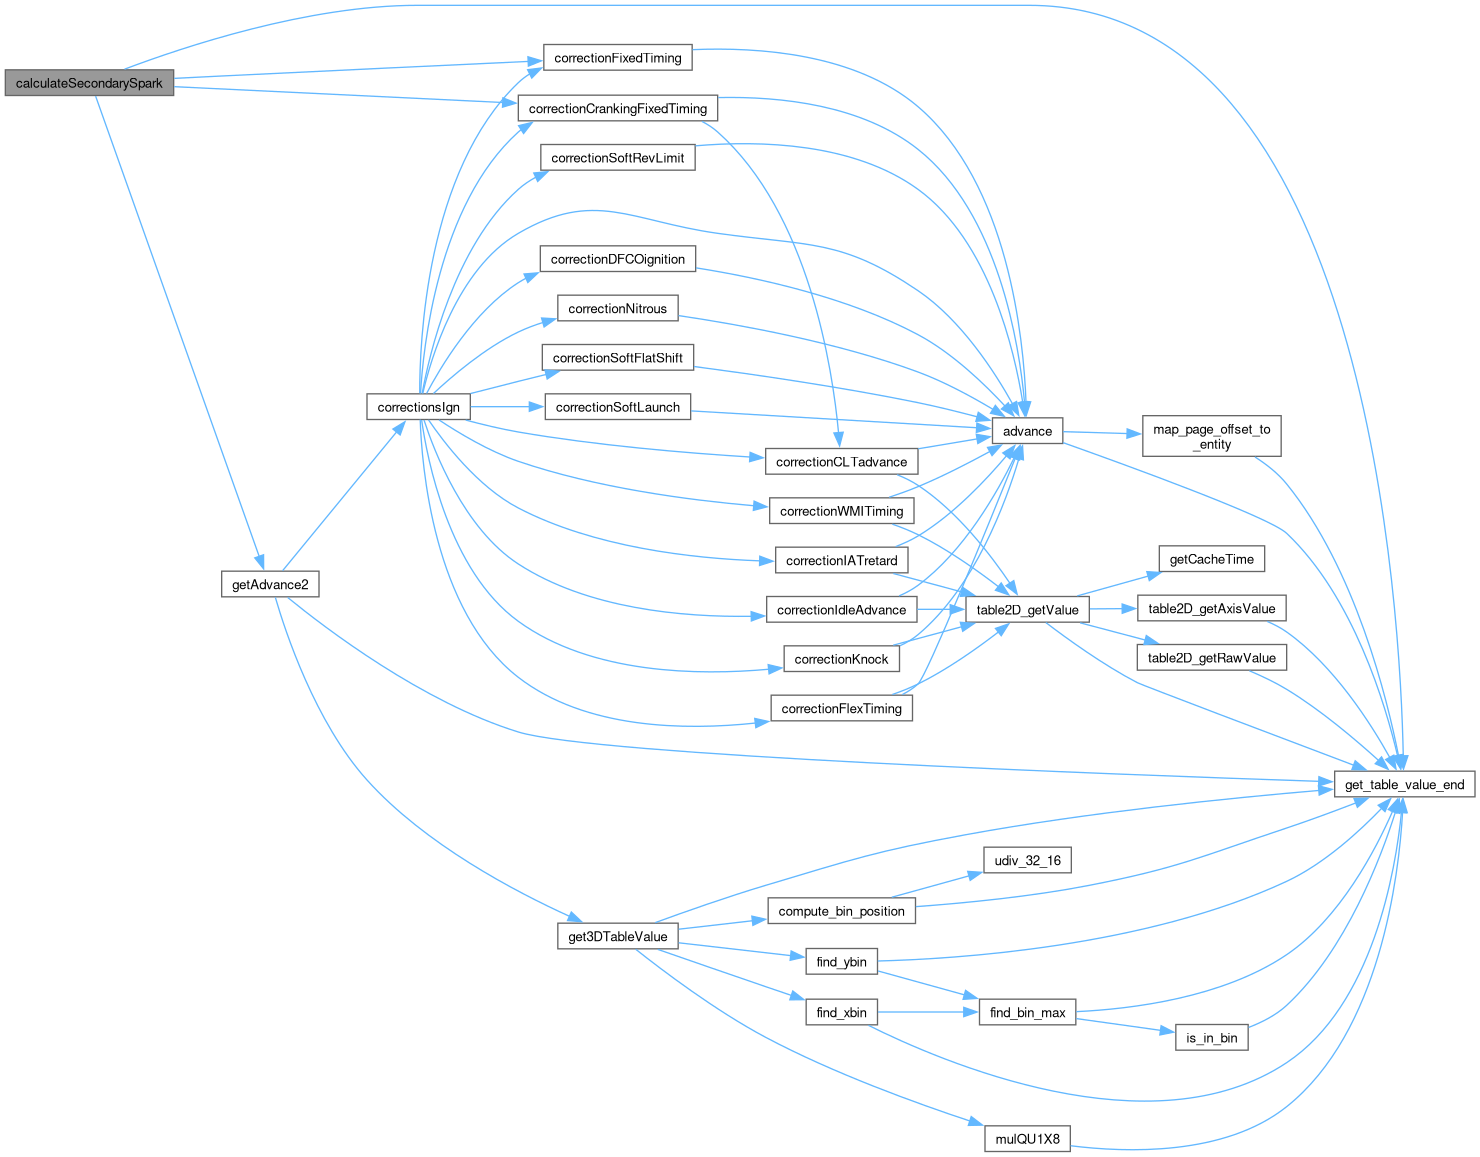 calculateSecondarySpark
correctionFixedTiming
correctionCrankingFixedTiming
correctionSoftRevLimit
correctionDFCOignition
correctionNitrous
correctionSoftFlatShift
correctionsIgn
correctionSoftLaunch
advance
map_page_offset_to
_entity
correctionCLTadvance
correctionWMITiming
correctionIATretard
getCacheTime
getAdvance2
correctionIdleAdvance
table2D_getValue
table2D_getAxisValue
correctionKnock
table2D_getRawValue
correctionFlexTiming
get_table_value_end
udiv_32_16
compute_bin_position
get3DTableValue
find_ybin
find_xbin
find_bin_max
is_in_bin
mulQU1X8